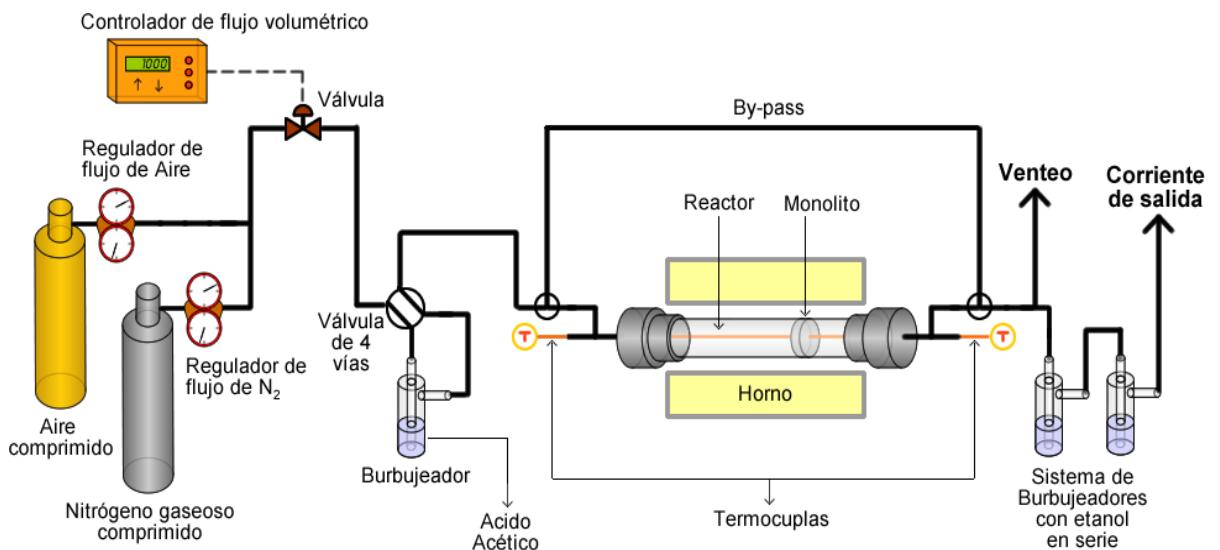 Controlador de flujo volumétrico
1000
Válvula
By-pass
Regulador de
flujo de Aire
Venteo
Corriente
de salida
Reactor
Monolito
Válvula
de 4
vías
T
T
Regulador de
flujo de N2
Horno
Aire
comprimido
Burbujeador
Sistema de
Burbujeadores
con etanol
en serie
Nitrógeno gaseoso
comprimido
Acido
Acético
Termocuplas